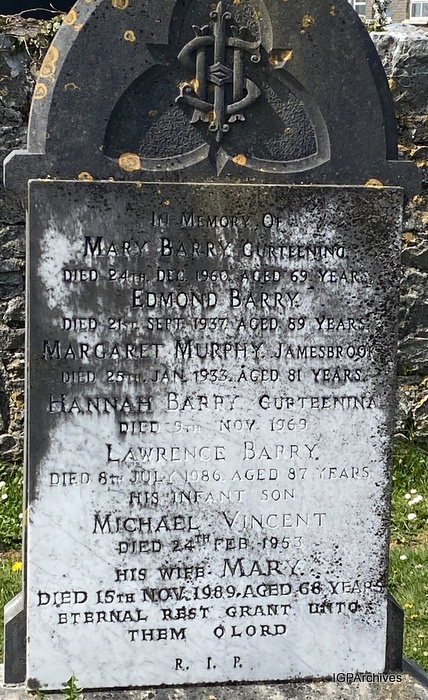 IHS
IN MEMORY OF
MARY BARRY, GURTEENINA.
DIED 24TH DEC. 1960, AGED 69 YEARS.
EDMOND BARRY.
DIED 21ST SEPT. 1937. AGED 89 YEARS.
MARGARET MURPHY, JAMESBROOK
DIED 25TH. JAN. 1933. AGED 81 YEARS.
HANNAH BARRY GURTEENINA
DIED 9TH NOV 1969
LAWRENCE BARRY.
DIED 8TH JULY 1986. AGED 87 YEARS
HIS INFANT SON
MICHAEL VINCENT
DIED 24TH FEB. 1953
HIS WIFE MARY.
DIED 15TH NOV. 1989. AGED 68 YEARS
ETERNAL REST GRANT UNTO
THEM O LORD
R. I. P.
IGPArchives